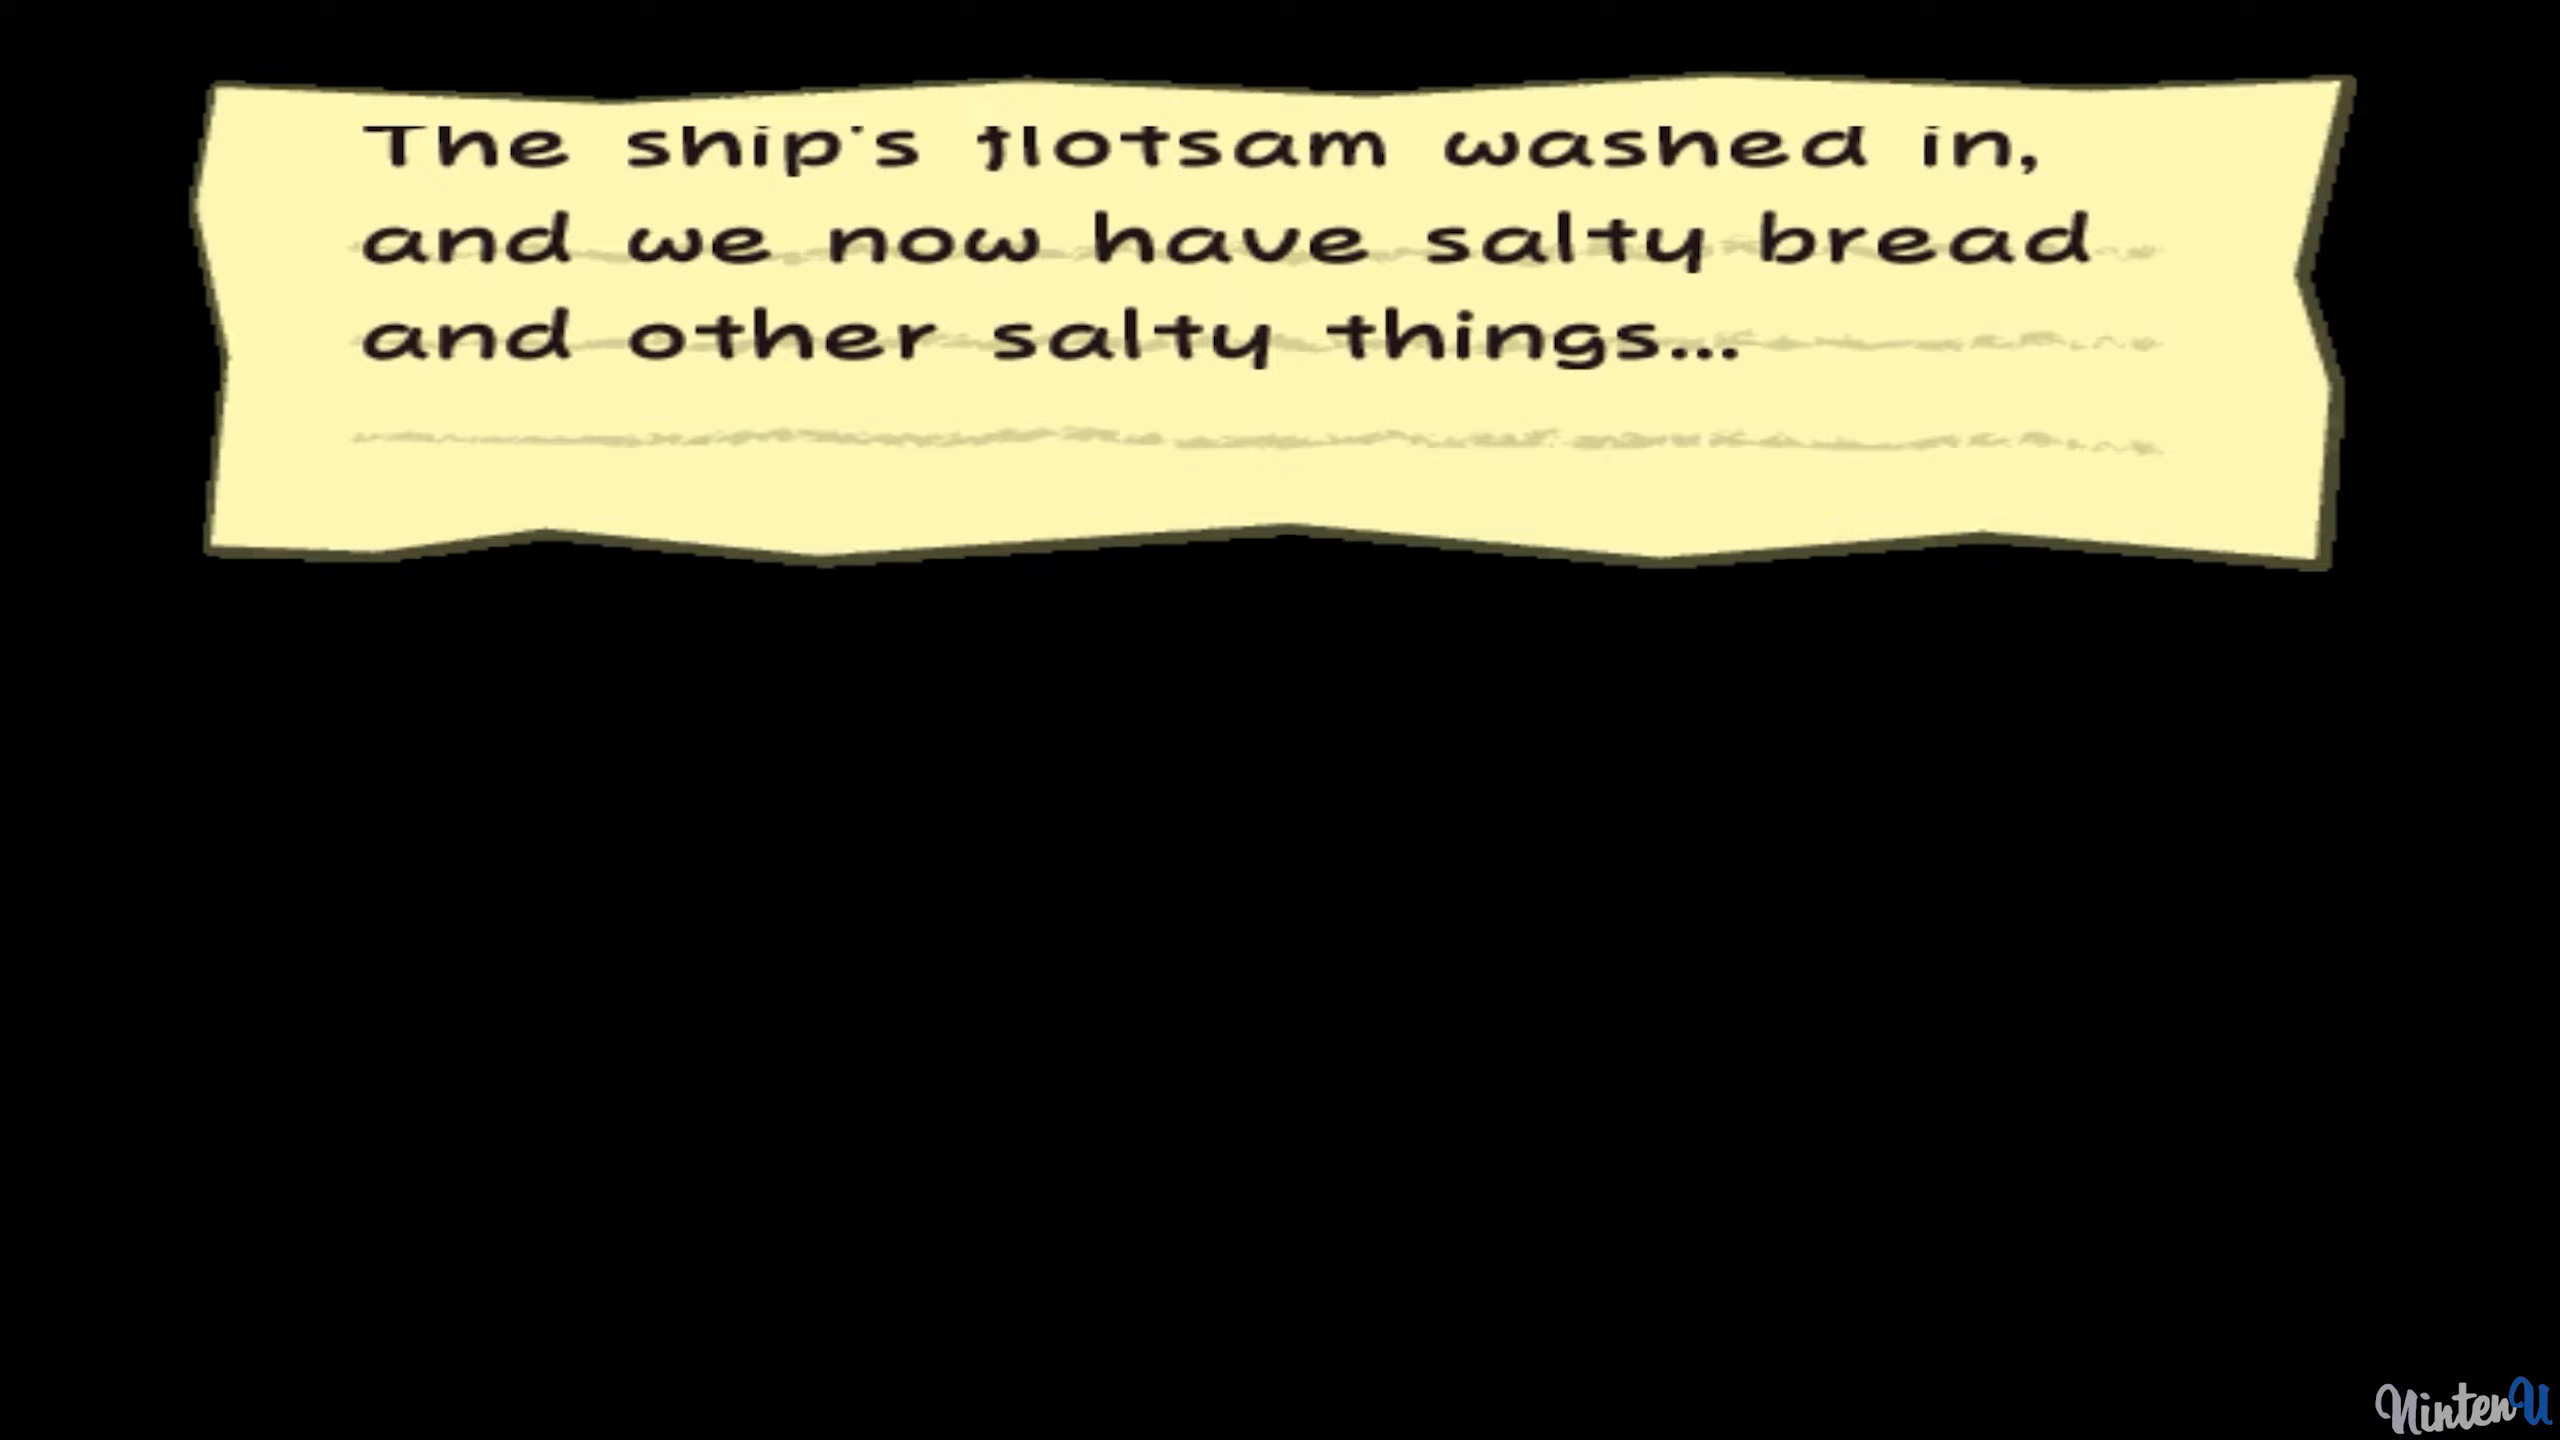 The ship's flotsam washed in,
and we now have salty bread
and other salty things...
NintenU